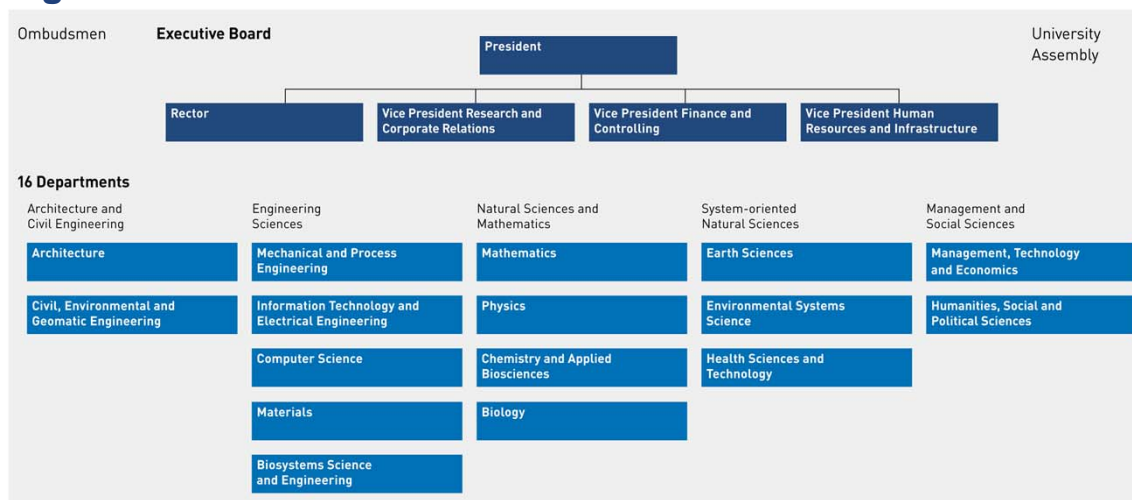 Ombudsmen
Executive Board
University
Assembly
President
Rector
Vice President Research and
Corporate Relations
Vice President Finance and
Controlling
Vice President Human
Resources and Infrastructure
16 Departments
Architecture and
Civil Engineering
Architecture
Civil, Environmental and
Geomatic Engineering
Engineering
Sciences
Mechanical and Process
Engineering
Information Technology and
Electrical Engineering
Computer Science
Materials
Biosystems Science
and Engineering
Natural Sciences and
Mathematics
Mathematics
Physics
Chemistry and Applied
Biosciences
Biology
System-oriented
Natural Sciences
Earth Sciences
Environmental Systems
Science
Health Sciences and
Technology
Management and
Social Sciences
Management, Technology
and Economics
Humanities, Social and
Political Sciences